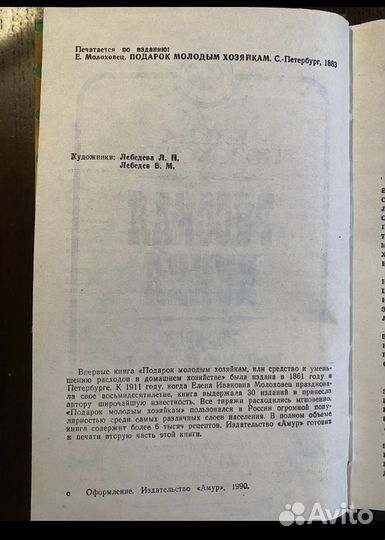 Печатается по изданию:
Е. Молоховец. ПОДАРОК МОЛОДЫМ ХОЗЯЙКАМ. С.-Петербург, 1883
Художники: Лебедева Л. Н.
Лебедев В. М.
Впервые книга «Подарок молодым хозяйкам, или средство к умень-
шению расходов в домашнем хозяйстве» была издана в 1861 году в
Петербурге. К 1911 году, когда Елена Ивановна Молоховец празднова-
ла свое восьмидесятилетие, книга выдержала 30 изданий и принесла
автору широчайшую известность. Все тиражи расходились мгновенно.
«Подарок молодым хозяйкам» пользовался в России огромной попу-
лярностью среди самых различных слоев населения. В полном объеме
книга содержит более 6 тысяч рецептов. Издательство «Амур» готовит
к печати вторую часть этой книги.
с Оформление. Издательство «Амур», 1990.
Avito